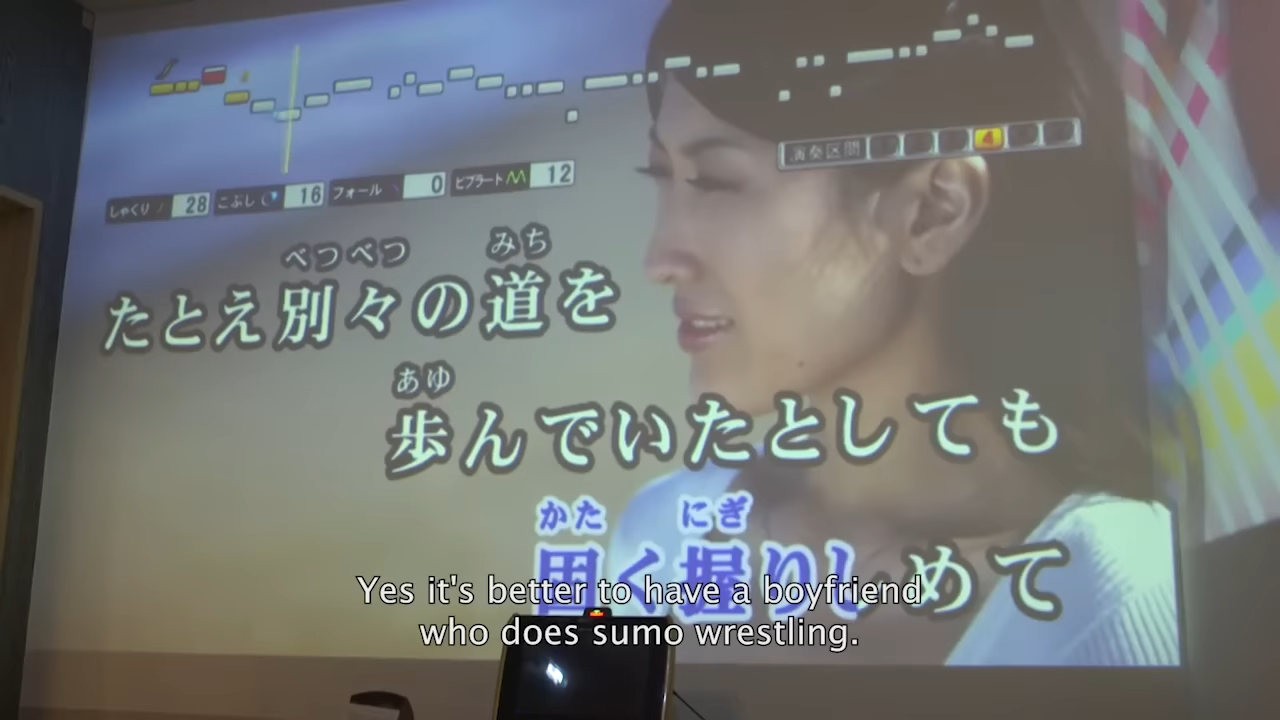 演奏区間 4
しゃくり 28 こぶし 16 フォール 0 ビブラート 12
べつべつ みち
たとえ別々の道を
あゆ
歩んでいたとしても
かた にぎ
固く握りしめて
Yes it's better to have a boyfriend
who does sumo wrestling.